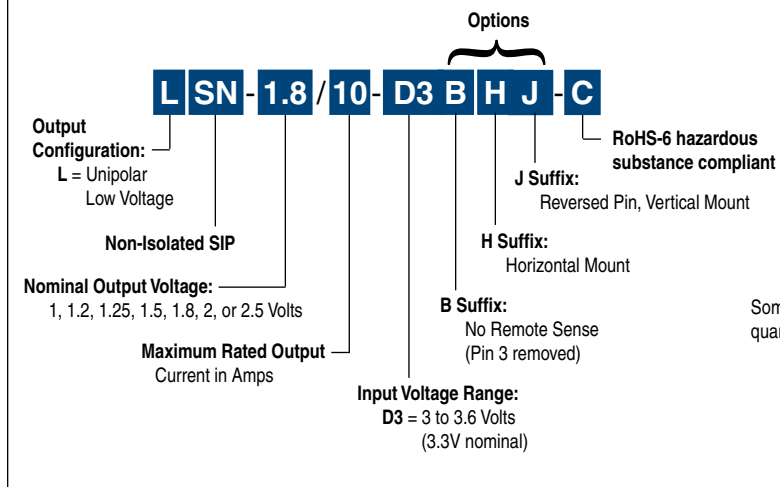 Options
L SN - 1.8 / 10 - D3 B H J - C
Output
Configuration:
L = Unipolar
Low Voltage
Non-Isolated SIP
Nominal Output Voltage:
1, 1.2, 1.25, 1.5, 1.8, 2, or 2.5 Volts
Maximum Rated Output
Current in Amps
Input Voltage Range:
D3 = 3 to 3.6 Volts
(3.3V nominal)
B Suffix:
No Remote Sense
(Pin 3 removed)
H Suffix:
Horizontal Mount
J Suffix:
Reversed Pin, Vertical Mount
RoHS-6 hazardous
substance compliant